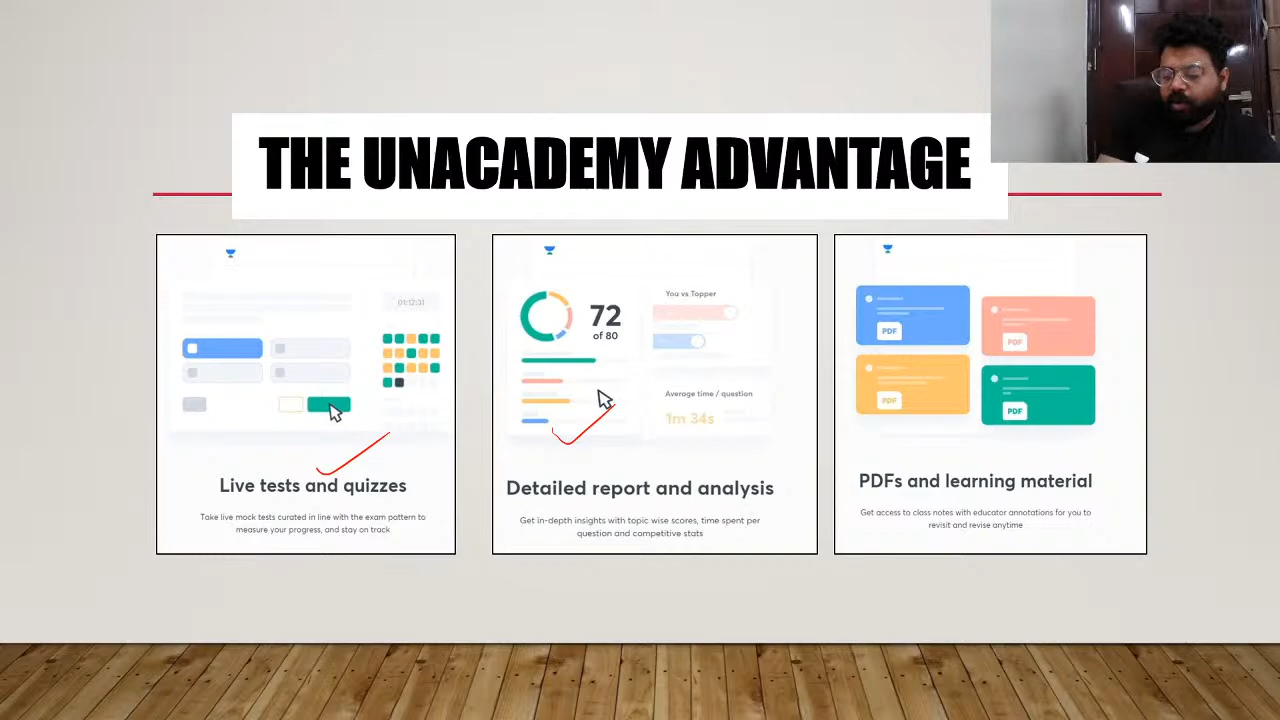 THE UNACADEMY ADVANTAGE
01:12:31
Live tests and quizzes
Take live mock tests curated in line with the exam pattern to
measure your progress, and stay on track
72
of 80
You vs Topper
Average time / question
1m 34s
Detailed report and analysis
Get in-depth insights with topic wise scores, time spent per
question and competitive stats
PDF
PDF
PDF
PDF
PDFs and learning material
Get access to class notes with educator annotations for you to
revisit and revise anytime